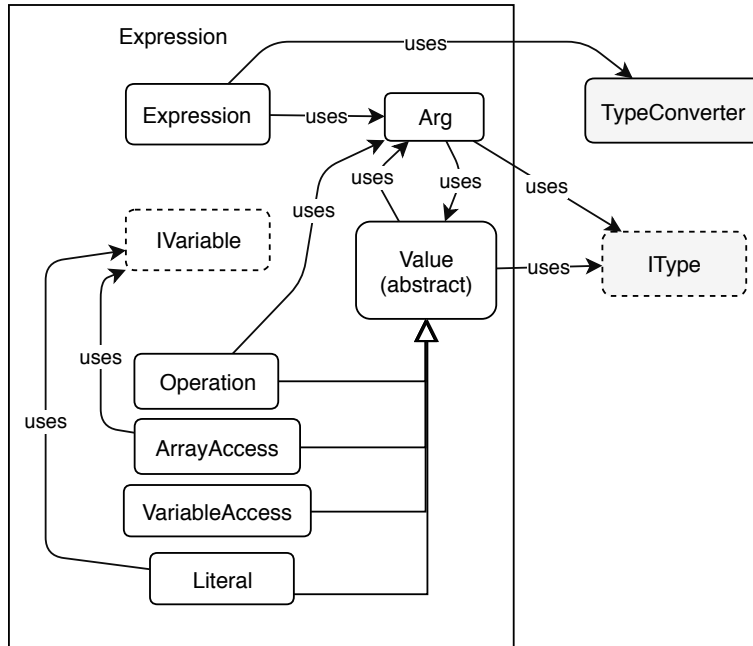 Expression
uses
Expression
uses
Arg
TypeConverter
uses
uses
uses
uses
IVariable
Value
(abstract)
uses
IType
uses
Operation
uses
ArrayAccess
VariableAccess
Literal